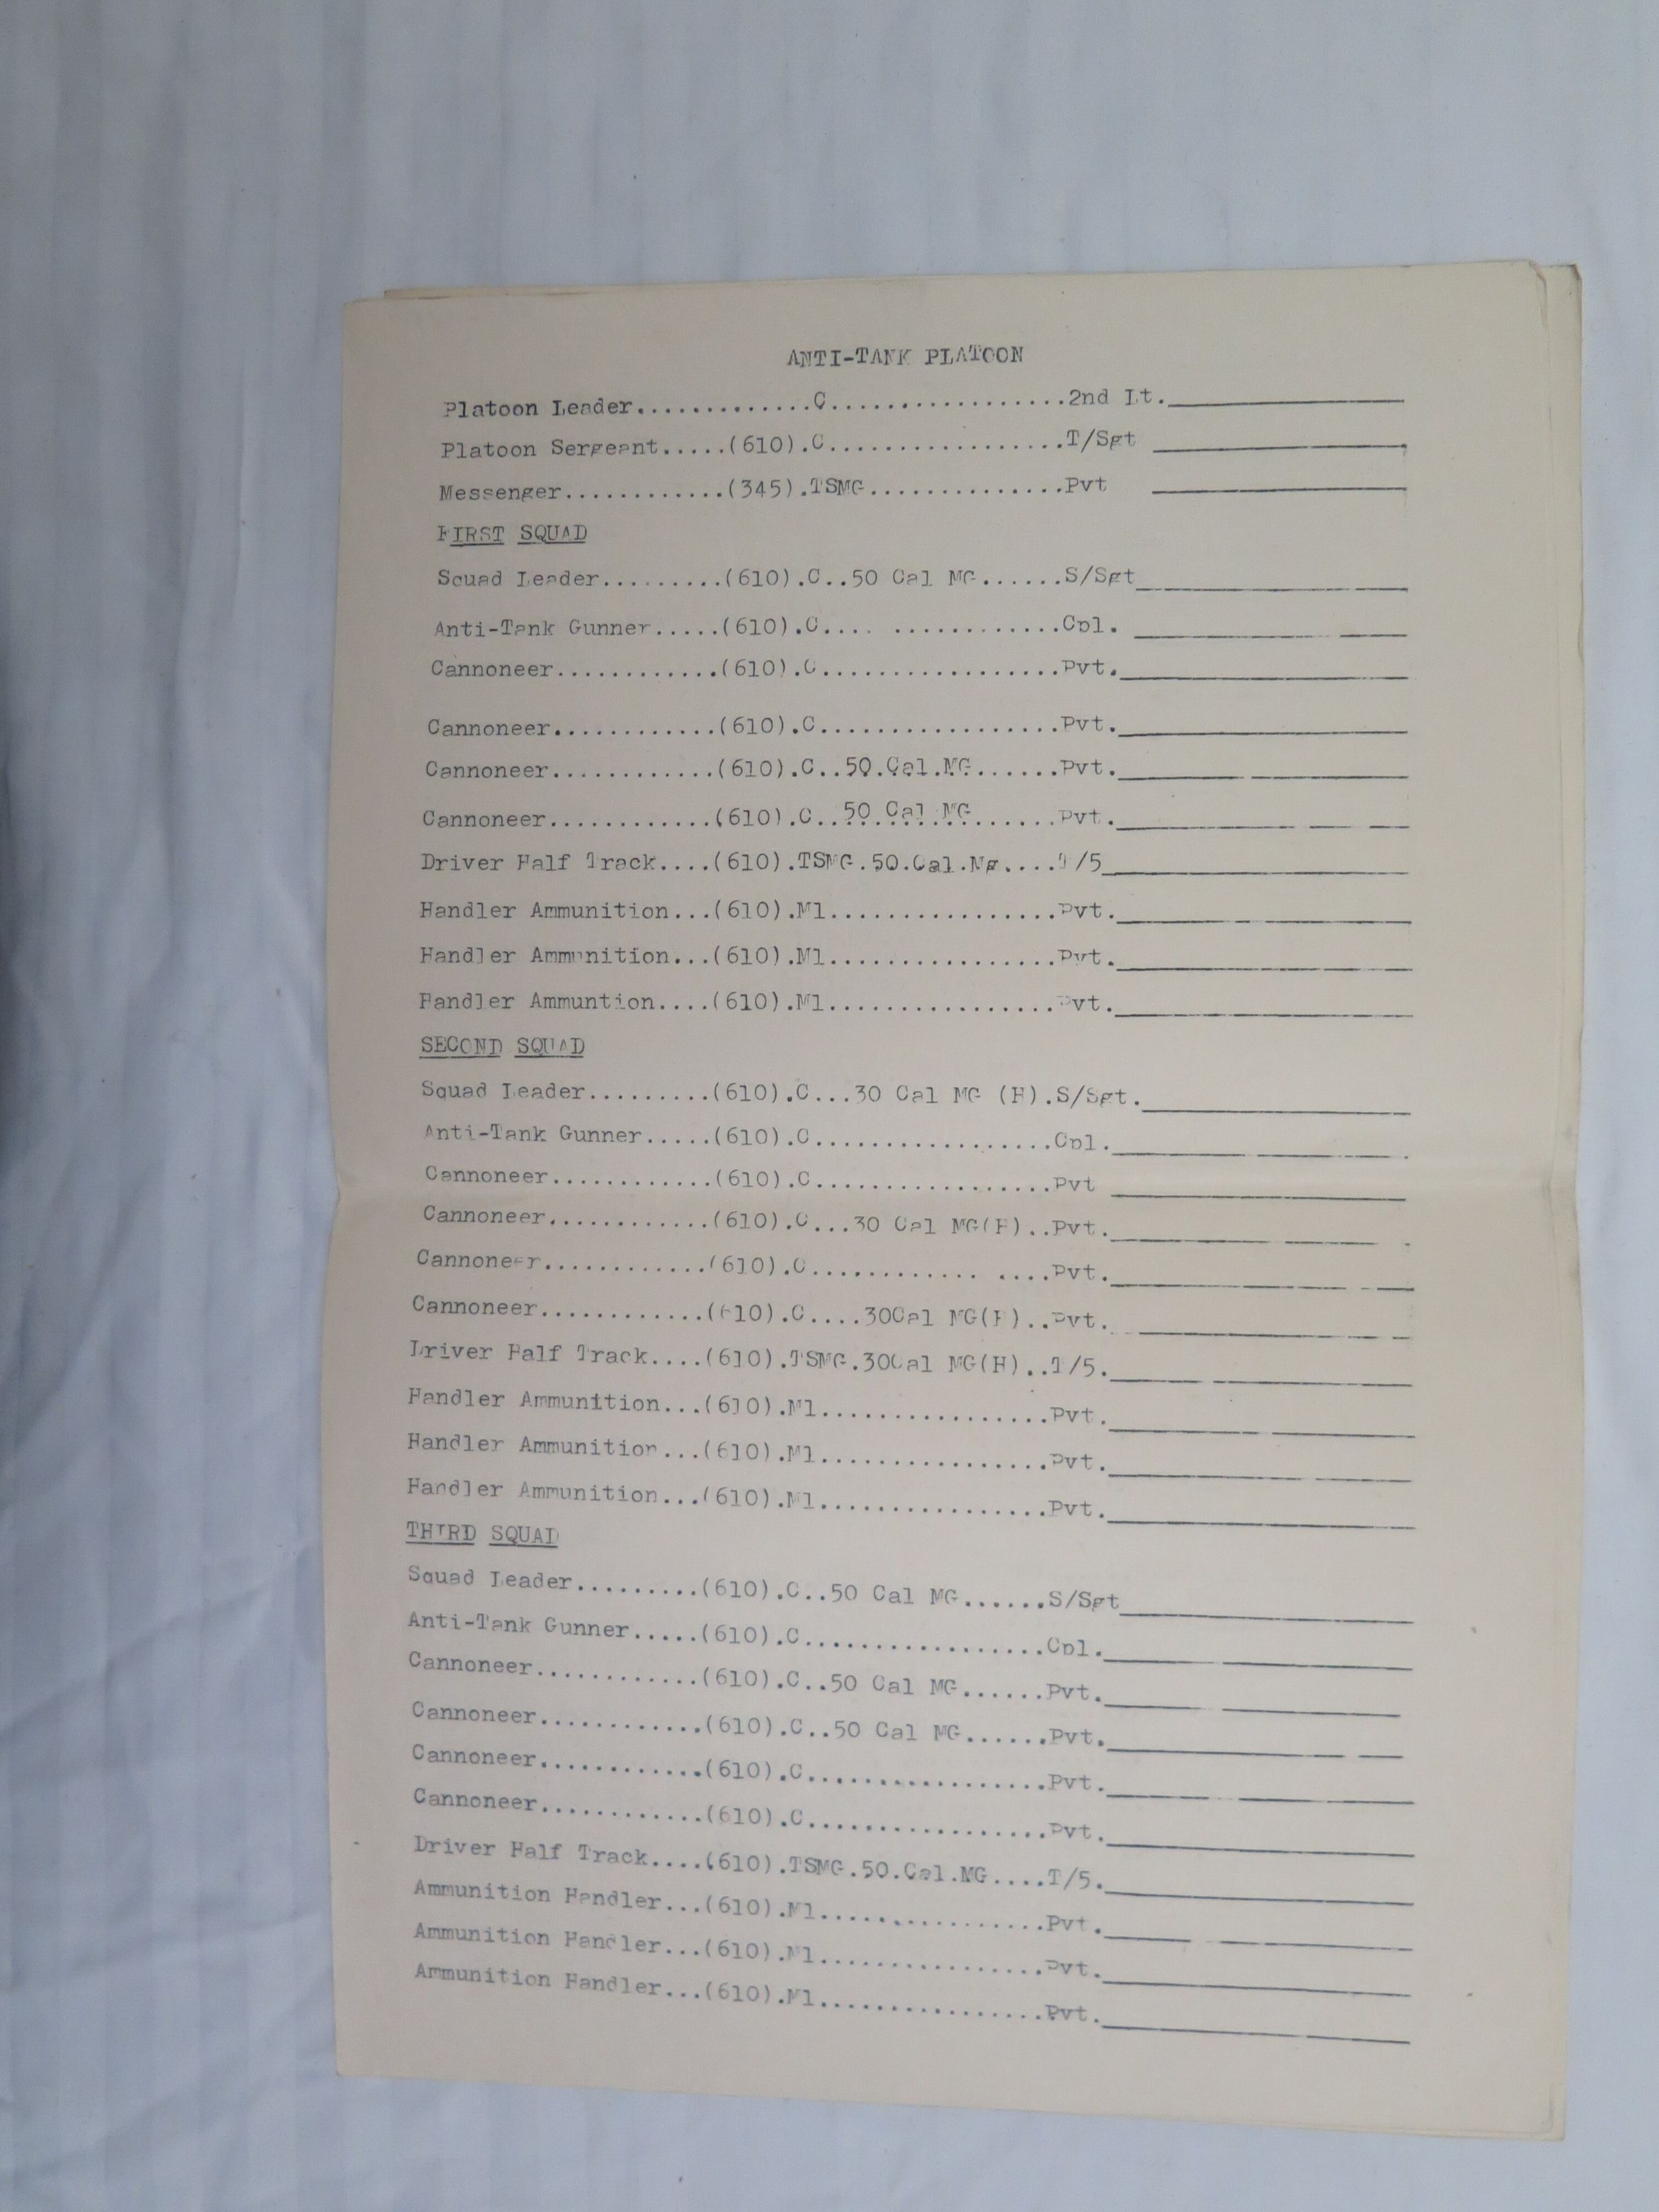 ANTI-TANK PLATOON
Platoon Leader.............C.................2nd Lt.
Platoon Sergeant.....(610).C.................T/Sgt
Messenger............(345).TSMG..............Pvt
FIRST SQUAD
Squad Leader.........(610).C..50 Cal MG......S/Sgt
Anti-Tank Gunner.....(610).C.... ............Cpl.
Cannoneer............(610).C.................Pvt.
Cannoneer............(610).C.................Pvt.
Cannoneer............(610).C..50.Cal.MG......Pvt.
Cannoneer............(610).C..50 Cal MG......Pvt.
Driver Half Track....(610).TSMG.50.Cal.Mg....T/5
Handler Ammunition...(610).M1................Pvt.
Handler Ammunition...(610).M1................Pvt.
Handler Ammuntion....(610).M1................Pvt.
SECOND SQUAD
Squad Leader.........(610).C...30 Cal MG (H).S/Sgt.
Anti-Tank Gunner.....(610).C.................Cpl.
Cannoneer............(610).C.................Pvt
Cannoneer............(610).C...30 Cal MG(H)..Pvt.
Cannoneer............(610).C............ ....Pvt.
Cannoneer............(610).C....30Cal MG(H)..Pvt.
Driver Half Track....(610).TSMG.30Cal MG(H)..T/5.
Handler Ammunition...(610).M1................Pvt.
Handler Ammunition...(610).M1................Pvt.
Handler Ammunition...(610).M1................Pvt.
THIRD SQUAD
Squad Leader.........(610).C..50 Cal MG......S/Sgt
Anti-Tank Gunner.....(610).C.................Cpl.
Cannoneer............(610).C..50 Cal MG......Pvt.
Cannoneer............(610).C..50 Cal MG......Pvt.
Cannoneer............(610).C.................Pvt.
Cannoneer............(610).C.................Pvt.
Driver Half Track....(610).TSMG.50.Cal.MG....T/5.
Ammunition Handler...(610).M1................Pvt.
Ammunition Handler...(610).M1................Pvt.
Ammunition Handler...(610).M1................Pvt.